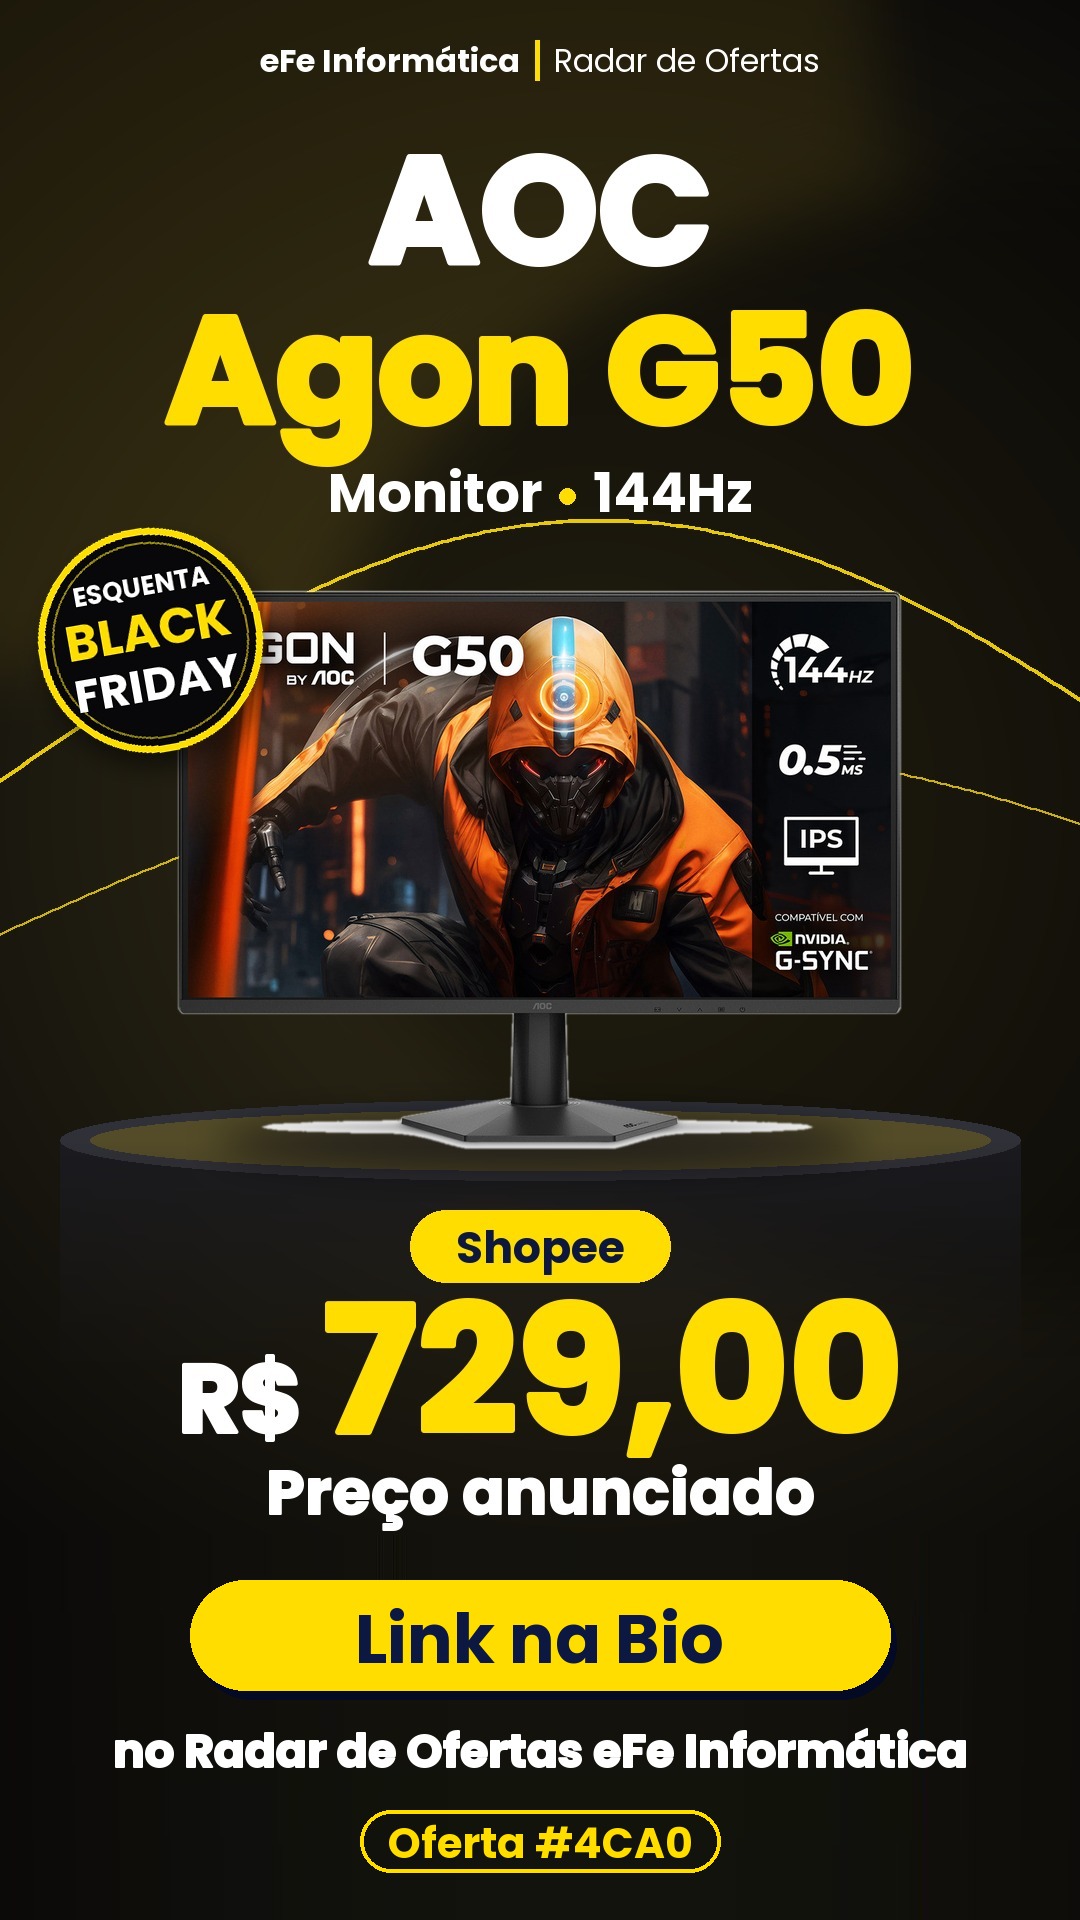 eFe Informática | Radar de Ofertas
AOC
Agon G50
Monitor • 144Hz
ESQUENTA
BLACK
FRIDAY
GON | G50
BY AOC
144HZ
0.5MS
IPS
COMPATÍVEL COM
NVIDIA.
G-SYNC
AOC
Shopee
R$ 729,00
Preço anunciado
Link na Bio
no Radar de Ofertas eFe Informática
Oferta #4CA0